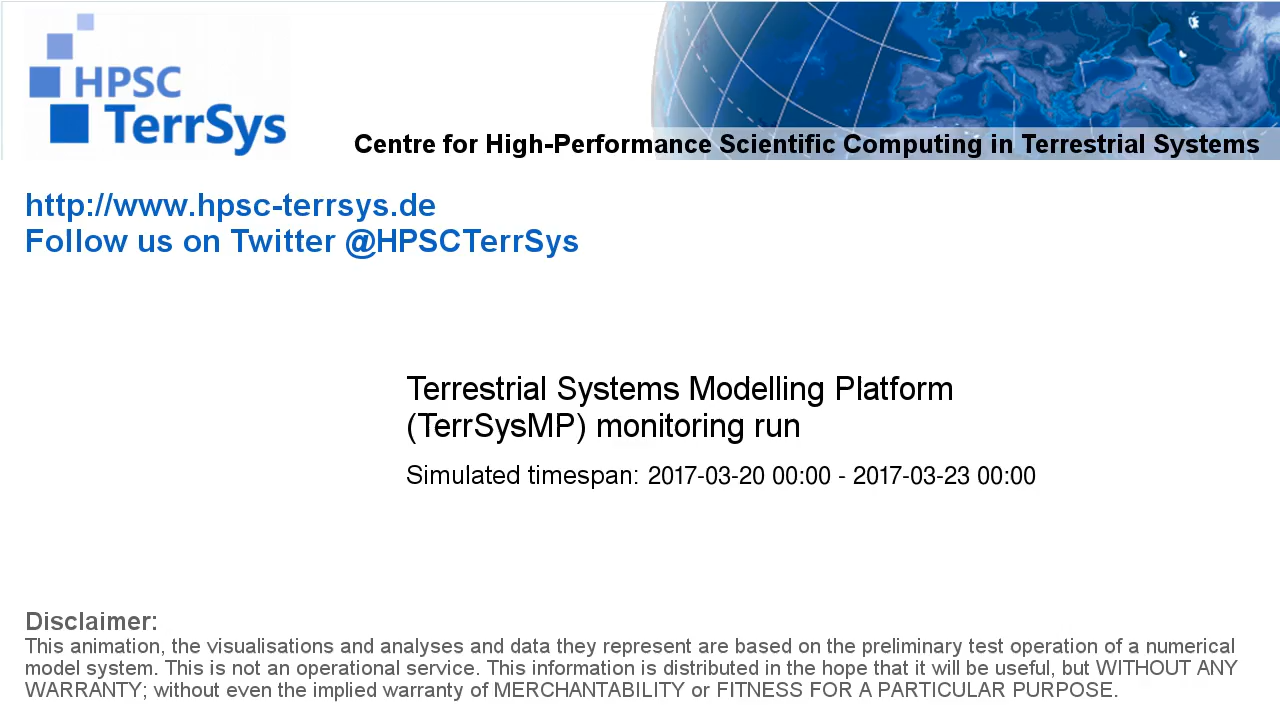 HPSC
TerrSys
Centre for High-Performance Scientific Computing in Terrestrial Systems
http://www.hpsc-terrsys.de
Follow us on Twitter @HPSCTerrSys
Terrestrial Systems Modelling Platform
(TerrSysMP) monitoring run
Simulated timespan: 2017-03-20 00:00 - 2017-03-23 00:00
Disclaimer:
This animation, the visualisations and analyses and data they represent are based on the preliminary test operation of a numerical
model system. This is not an operational service. This information is distributed in the hope that it will be useful, but WITHOUT ANY
WARRANTY; without even the implied warranty of MERCHANTABILITY or FITNESS FOR A PARTICULAR PURPOSE.